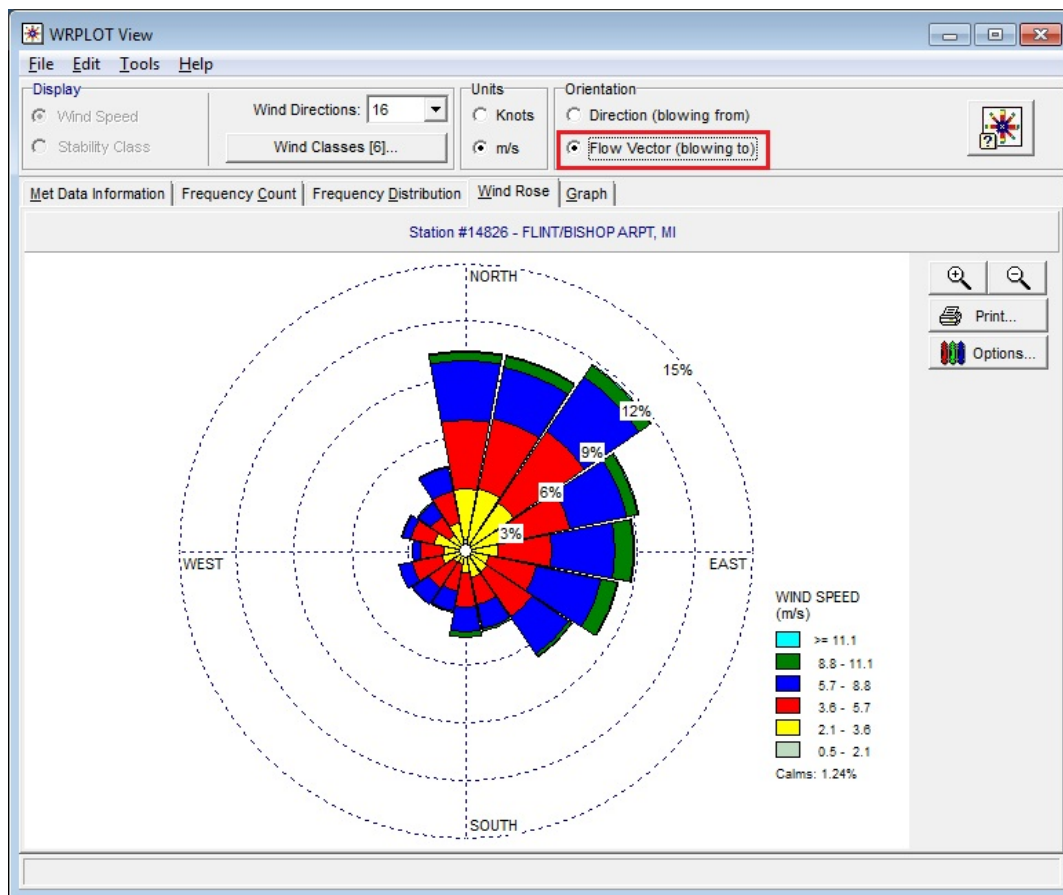 WRPLOT View
File Edit Tools Help
Display
Wind Speed
Stability Class
Wind Directions: 16
Wind Classes [6]...
Units
Knots
m/s
Orientation
Direction (blowing from)
Flow Vector (blowing to)
?
Met Data Information
Frequency Count
Frequency Distribution
Wind Rose
Graph
Station #14826 - FLINT/BISHOP ARPT, MI
NORTH
15%
12%
9%
6%
3%
WEST
EAST
SOUTH
WIND SPEED
(m/s)
>= 11.1
8.8 - 11.1
5.7 - 8.8
3.6 - 5.7
2.1 - 3.6
0.5 - 2.1
Calms: 1.24%
Print...
Options...